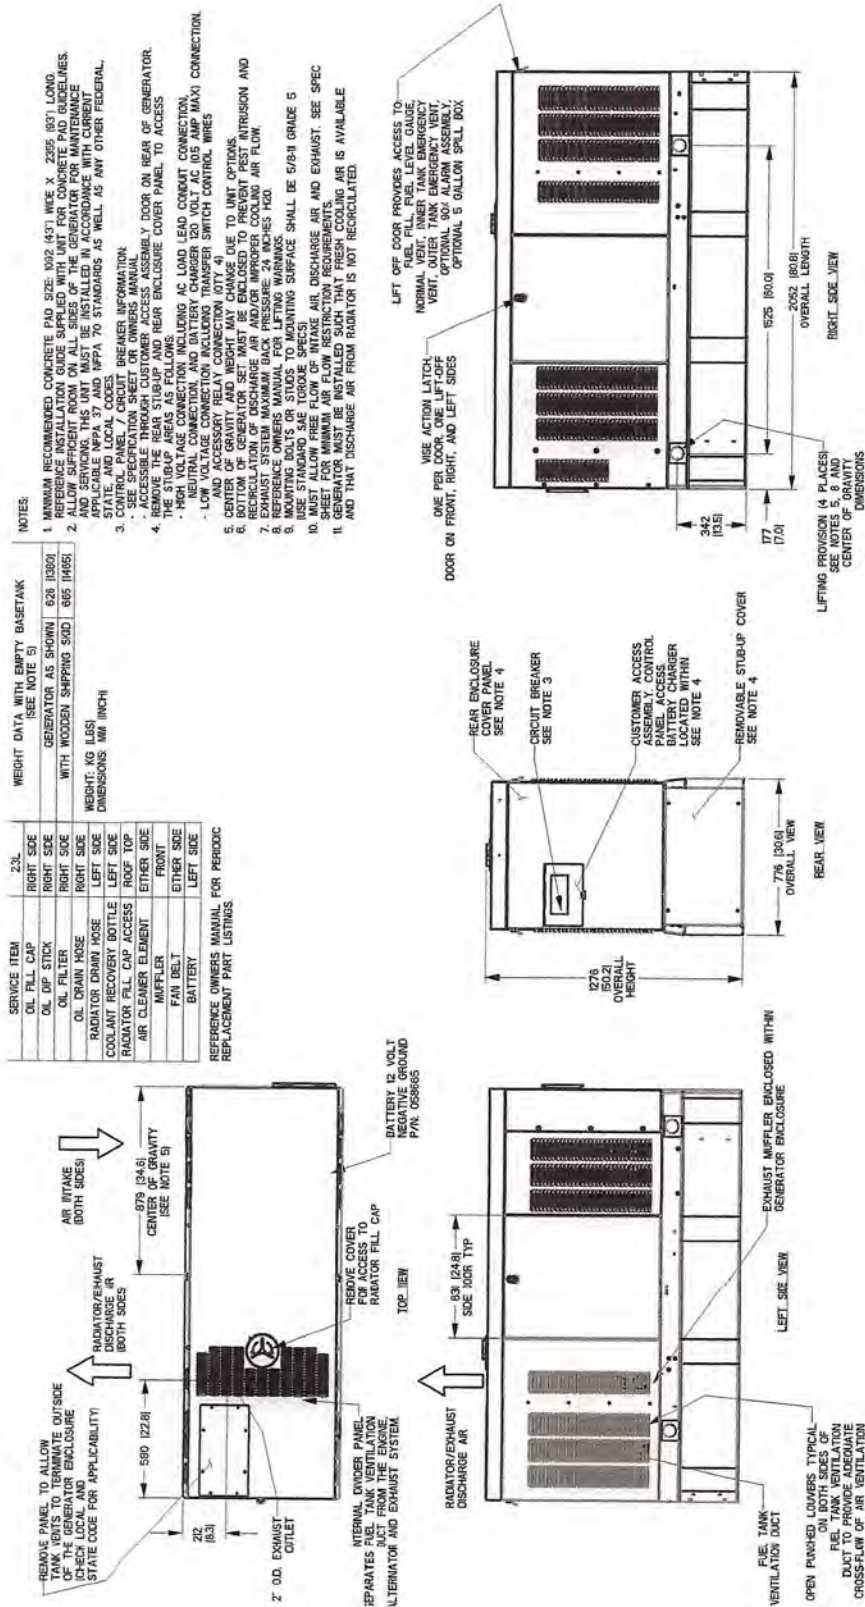 REMOVE PANEL TO ALLOW
TANK VENTS TO TERMINATE OUTSIDE
OF THE GENERATOR ENCLOSURE
(CHECK LOCAL AND
STATE CODE FOR APPLICABILITY)
RADIATOR/EXHAUST
DISCHARGE IR
(BOTH SIDES)
AIR INTAKE
(BOTH SIDES)
580 [22.8]
879 [34.6]
CENTER OF GRAVITY
(SEE NOTE 5)
212
[8.3]
2" O.D. EXHAUST
OUTLET
NTERNAL DIVIDER PANEL
SEPARATES FUEL TANK VENTILATION
DUCT FROM THE ENGINE,
ALTERNATOR AND EXHAUST SYSTEM.
REMOVE COVER
FOR ACCESS TO
RADIATOR FILL CAP
TOP VIEW
BATTERY 12 VOLT
NEGATIVE GROUND
P/N: 058665
SERVICE ITEM 2.3L
OIL FILL CAP RIGHT SIDE
OIL DIP STICK RIGHT SIDE
OIL FILTER RIGHT SIDE
OIL DRAIN HOSE RIGHT SIDE
RADIATOR DRAIN HOSE LEFT SIDE
COOLANT RECOVERY BOTTLE LEFT SIDE
RADIATOR FILL CAP ACCESS ROOF TOP
AIR CLEANER ELEMENT EITHER SIDE
MUFFLER FRONT
FAN BELT EITHER SIDE
BATTERY LEFT SIDE
REFERENCE OWNERS MANUAL FOR PERIODIC
REPLACEMENT PART LISTINGS.
WEIGHT DATA WITH EMPTY BASETANK
(SEE NOTE 5)
GENERATOR AS SHOWN 626 [1380]
WITH WOODEN SHIPPING SKID 665 [1465]
WEIGHT: KG [LBS]
DIMENSIONS: MM [INCH]
NOTES:
1. MINIMUM RECOMMENDED CONCRETE PAD SIZE: 1092 [43"] WIDE X 2355 [93"] LONG.
REFERENCE INSTALLATION GUIDE SUPPLIED WITH UNIT FOR CONCRETE PAD GUIDELINES.
2. ALLOW SUFFICIENT ROOM ON ALL SIDES OF THE GENERATOR FOR MAINTENANCE
AND SERVICING. THIS UNIT MUST BE INSTALLED IN ACCORDANCE WITH CURRENT
APPLICABLE NFPA 37 AND NFPA 70 STANDARDS AS WELL AS ANY OTHER FEDERAL,
STATE, AND LOCAL CODES.
3. CONTROL PANEL / CIRCUIT BREAKER INFORMATION:
- SEE SPECIFICATION SHEET OR OWNERS MANUAL
- ACCESSIBLE THROUGH CUSTOMER ACCESS ASSEMBLY DOOR ON REAR OF GENERATOR.
4. REMOVE THE REAR STUB-UP AND REAR ENCLOSURE COVER PANEL TO ACCESS
THE STUB-UP AREAS AS FOLLOWS:
- HIGH VOLTAGE CONNECTION INCLUDING AC LOAD LEAD CONDUIT CONNECTION,
NEUTRAL CONNECTION, AND BATTERY CHARGER 120 VOLT AC (0.5 AMP MAX) CONNECTION.
- LOW VOLTAGE CONNECTION INCLUDING TRANSFER SWITCH CONTROL WIRES
AND ACCESSORY RELAY CONNECTION (QTY 4)
5. CENTER OF GRAVITY AND WEIGHT MAY CHANGE DUE TO UNIT OPTIONS.
6. BOTTOM OF GENERATOR SET MUST BE ENCLOSED TO PREVENT PEST INTRUSION AND
RECIRCULATION OF DISCHARGE AIR AND/OR IMPROPER COOLING AIR FLOW.
7. EXHAUST SYSTEM MAXIMUM BACK PRESSURE: 24 INCHES H2O.
8. REFERENCE OWNERS MANUAL FOR LIFTING WARNINGS.
9. MOUNTING BOLTS OR STUDS TO MOUNTING SURFACE SHALL BE 5/8-11 GRADE 5
(USE STANDARD SAE TORQUE SPECS)
10. MUST ALLOW FREE FLOW OF INTAKE AIR, DISCHARGE AIR AND EXHAUST. SEE SPEC
SHEET FOR MINIMUM AIR FLOW RESTRICTION REQUIREMENTS.
11. GENERATOR MUST BE INSTALLED SUCH THAT FRESH COOLING AIR IS AVAILABLE
AND THAT DISCHARGE AIR FROM RADIATOR IS NOT RECIRCULATED.
RADIATOR/EXHAUST
DISCHARGE AIR
631 [24.8]
SIDE DOOR TYP
FUEL TANK
VENTILATION DUCT
OPEN PUNCHED LOUVERS TYPICAL
ON BOTH SIDES OF
FUEL TANK VENTILATION
DUCT TO PROVIDE ADEQUATE
CROSS-FLOW OF AIR VENTILATION
LEFT SIDE VIEW
EXHAUST MUFFLER ENCLOSED WITHIN
GENERATOR ENCLOSURE
1276
[50.2]
OVERALL
HEIGHT
776 [30.6]
OVERALL VIEW
REAR VIEW
REAR ENCLOSURE
COVER PANEL
SEE NOTE 4
CIRCUIT BREAKER
SEE NOTE 3
CUSTOMER ACCESS
ASSEMBLY. CONTROL
PANEL ACCESS.
BATTERY CHARGER
LOCATED WITHIN
SEE NOTE 4
REMOVABLE STUB-UP COVER
SEE NOTE 4
VISE ACTION LATCH,
ONE PER DOOR, ONE LIFT-OFF
DOOR ON FRONT, RIGHT, AND LEFT SIDES
LIFT OFF DOOR PROVIDES ACCESS TO:
FUEL FILL, FUEL LEVEL GAUGE,
NORMAL VENT, INNER TANK EMERGENCY
VENT, OUTER TANK EMERGENCY VENT,
OPTIONAL 90% ALARM ASSEMBLY,
OPTIONAL 5 GALLON SPILL BOX
342
[13.5]
177
[7.0]
1525 [60.0]
2052 [80.8]
OVERALL LENGTH
RIGHT SIDE VIEW
LIFTING PROVISION (4 PLACES)
SEE NOTES 5, 8 AND
CENTER OF GRAVITY
DIMENSIONS